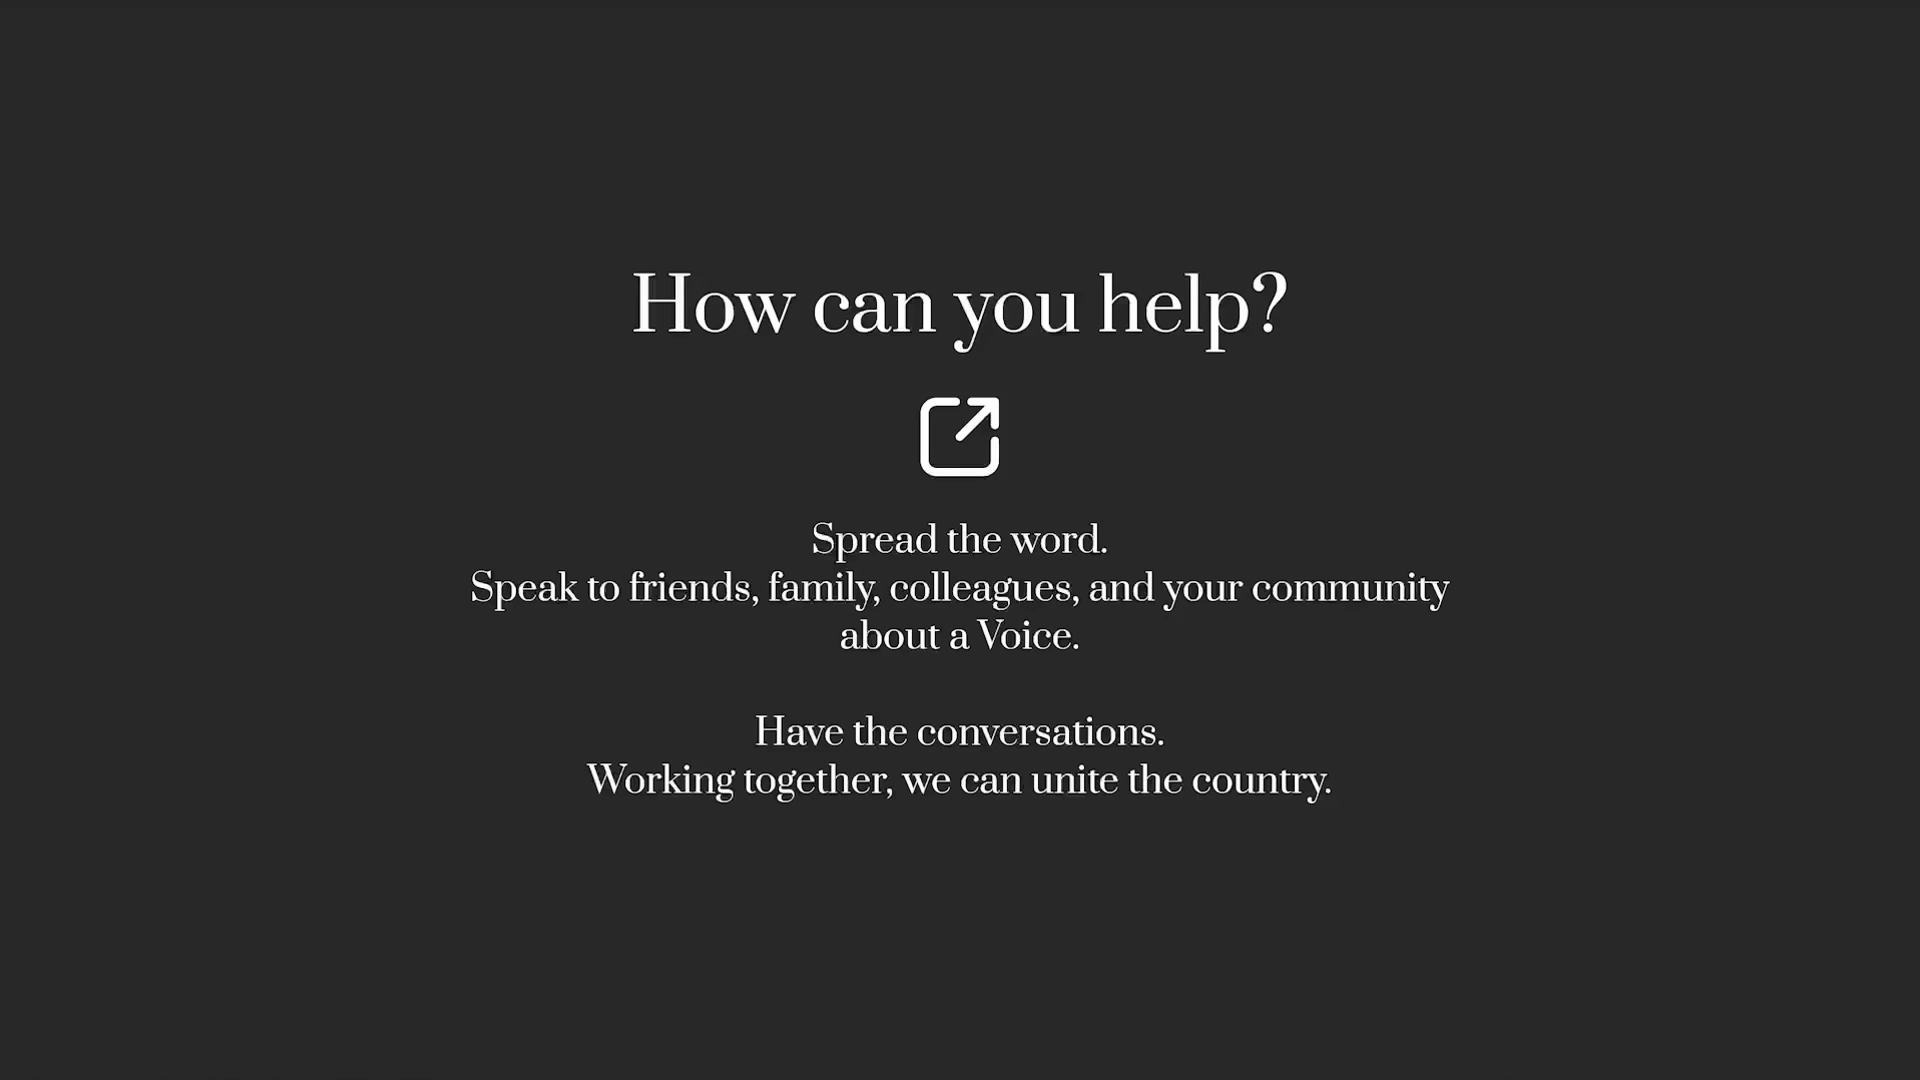 How can you help?
Spread the word.
Speak to friends, family, colleagues, and your community
about a Voice.
Have the conversations.
Working together, we can unite the country.